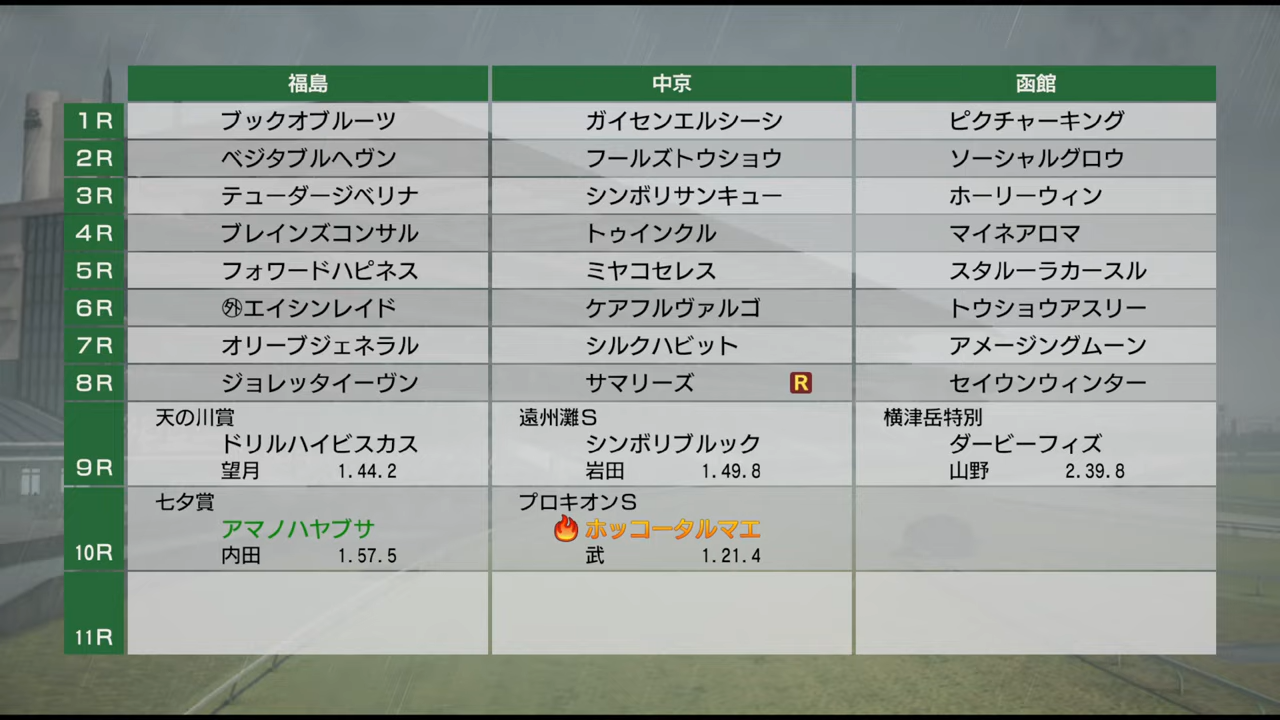 福島 中京 函館
1R ブックオブルーツ ガイセンエルシーシ ピクチャーキング
2R ベジタブルヘヴン フールズトウショウ ソーシャルグロウ
3R テューダージベリナ シンボリサンキュー ホーリーウィン
4R ブレインズコンサル トゥインクル マイネアロマ
5R フォワードハピネス ミヤコセレス スタルーラカースル
6R ㊕エイシンレイド ケアフルヴァルゴ トウショウアスリー
7R オリーブジェネラル シルクハビット アメージングムーン
8R ジョレッタイーヴン サマリーズ R セイウンウィンター
天の川賞 遠州灘S 横津岳特別
ドリルハイビスカス シンボリブルック ダービーフィズ
9R 望月 1.44.2 岩田 1.49.8 山野 2.39.8
七夕賞 プロキオンS
アマノハヤブサ ホッコータルマエ
10R 内田 1.57.5 武 1.21.4
11R